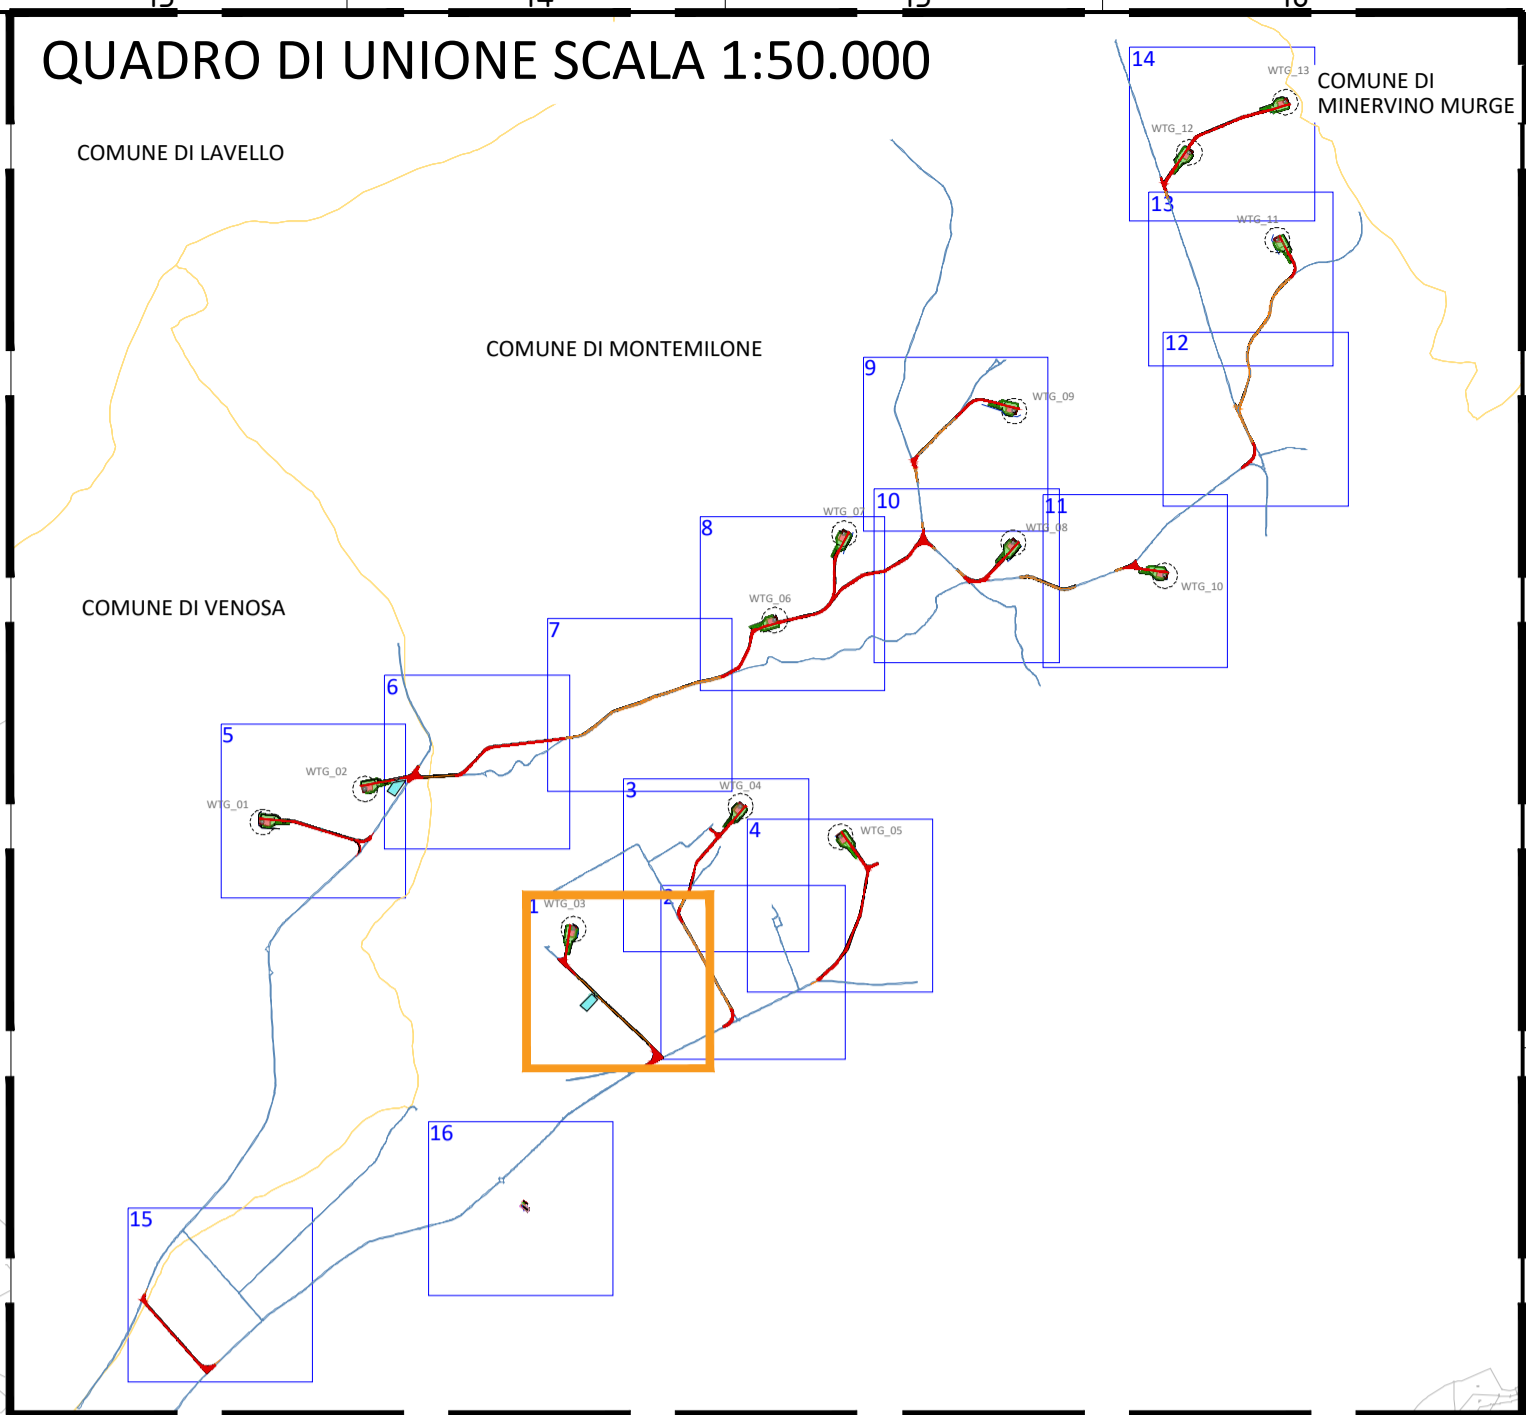 QUADRO DI UNIONE SCALA 1:50.000
14
WTG_13
COMUNE DI
MINERVINO MURGE
WTG_12
COMUNE DI LAVELLO
13
WTG_11
COMUNE DI MONTEMILONE
12
9
WTG_09
10
11
WTG_07
8
WTG_08
WTG_10
WTG_06
COMUNE DI VENOSA
7
6
5
WTG_02
3
WTG_04
WTG_01
4
WTG_05
2
1
WTG_03
16
15